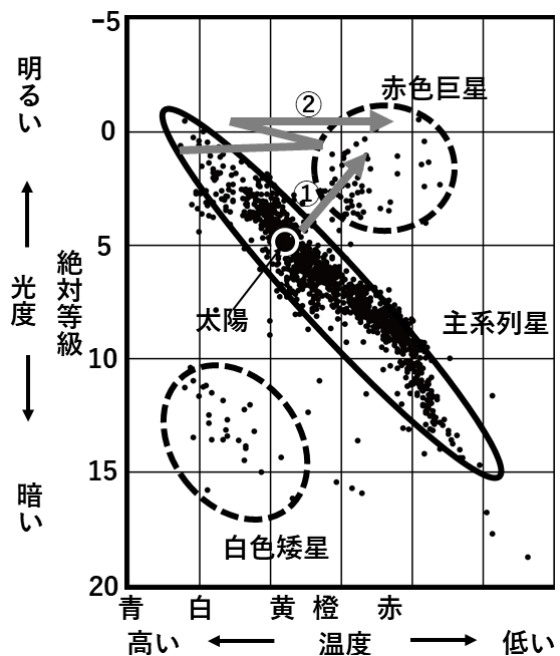 -5
0
5
10
15
20
明るい
光度
暗い
絶対等級
赤色巨星
②
①
太陽
主系列星
白色矮星
青 白 黄 橙 赤
高い 温度 低い